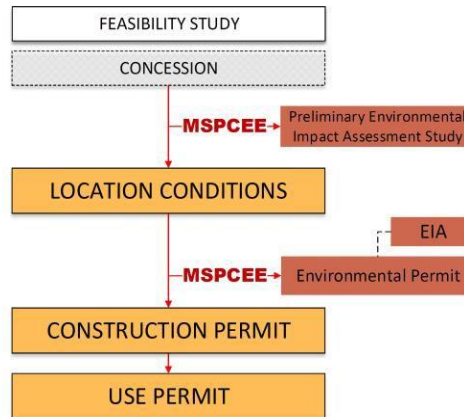 FEASIBILITY STUDY
CONCESSION
MSPCEE
Preliminary Environmental
Impact Assessment Study
LOCATION CONDITIONS
EIA
MSPCEE
Environmental Permit
CONSTRUCTION PERMIT
USE PERMIT